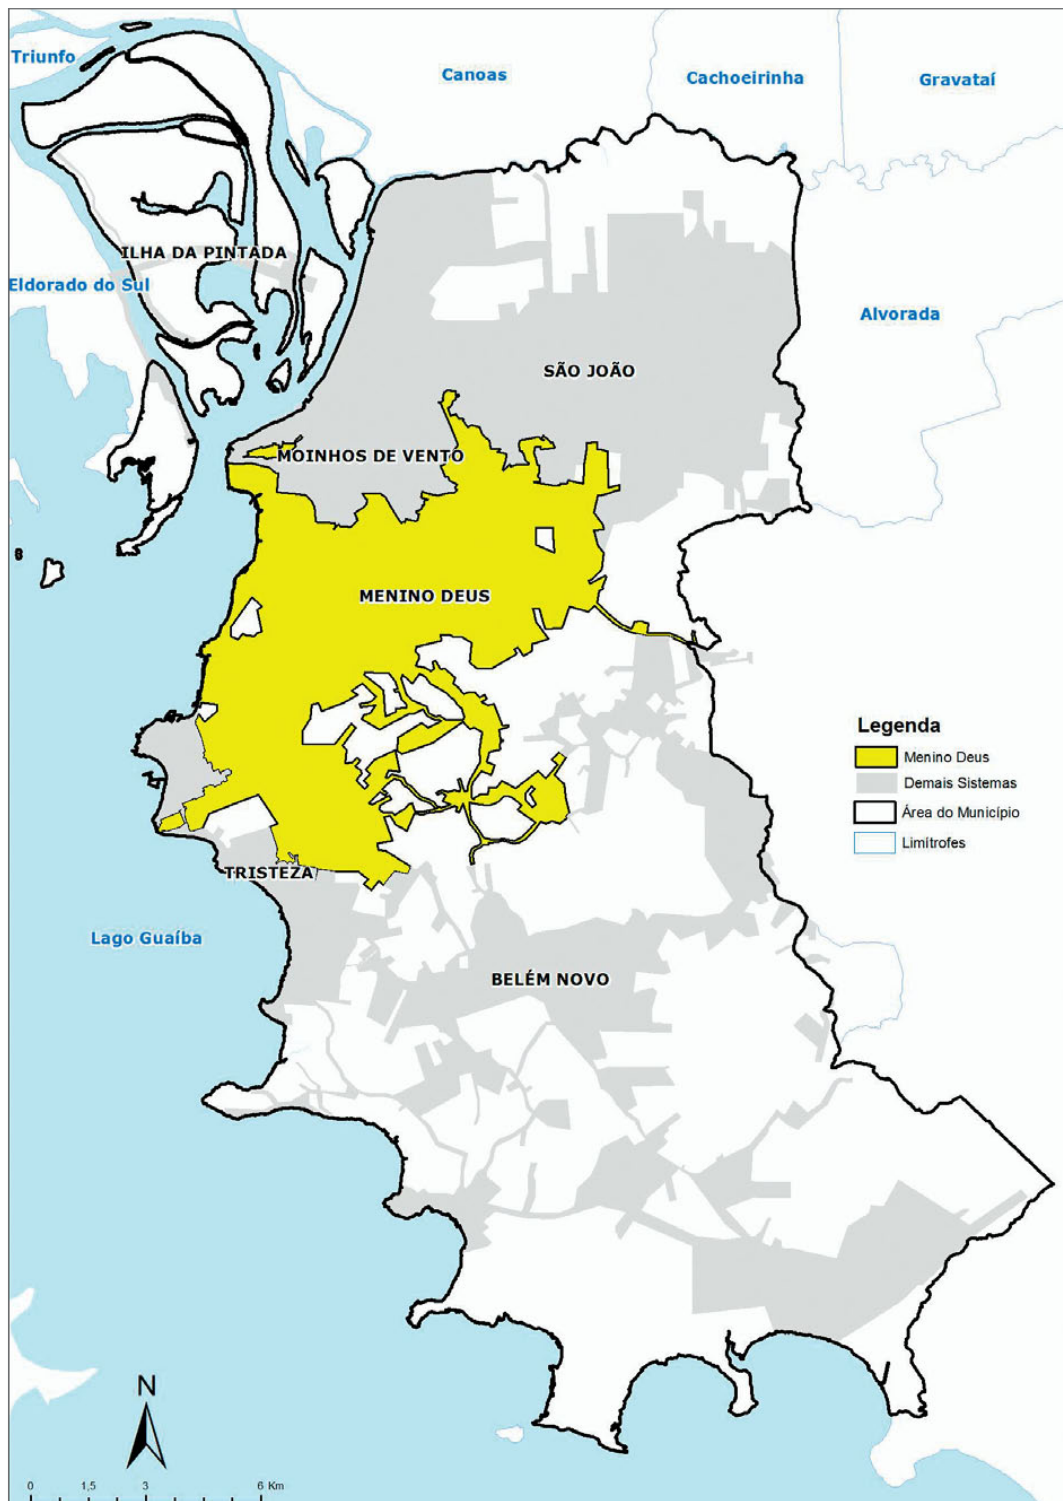 Triunfo
Canoas
Cachoeirinha
Gravataí
ILHA DA PINTADA
Eldorado do Sul
Alvorada
SÃO JOÃO
MOINHOS DE VENTO
MENINO DEUS
Legenda
Menino Deus
Demais Sistemas
Área do Município
Limítrofes
TRISTEZA
Lago Guaíba
BELÉM NOVO
N
0 1,5 3 6 Km